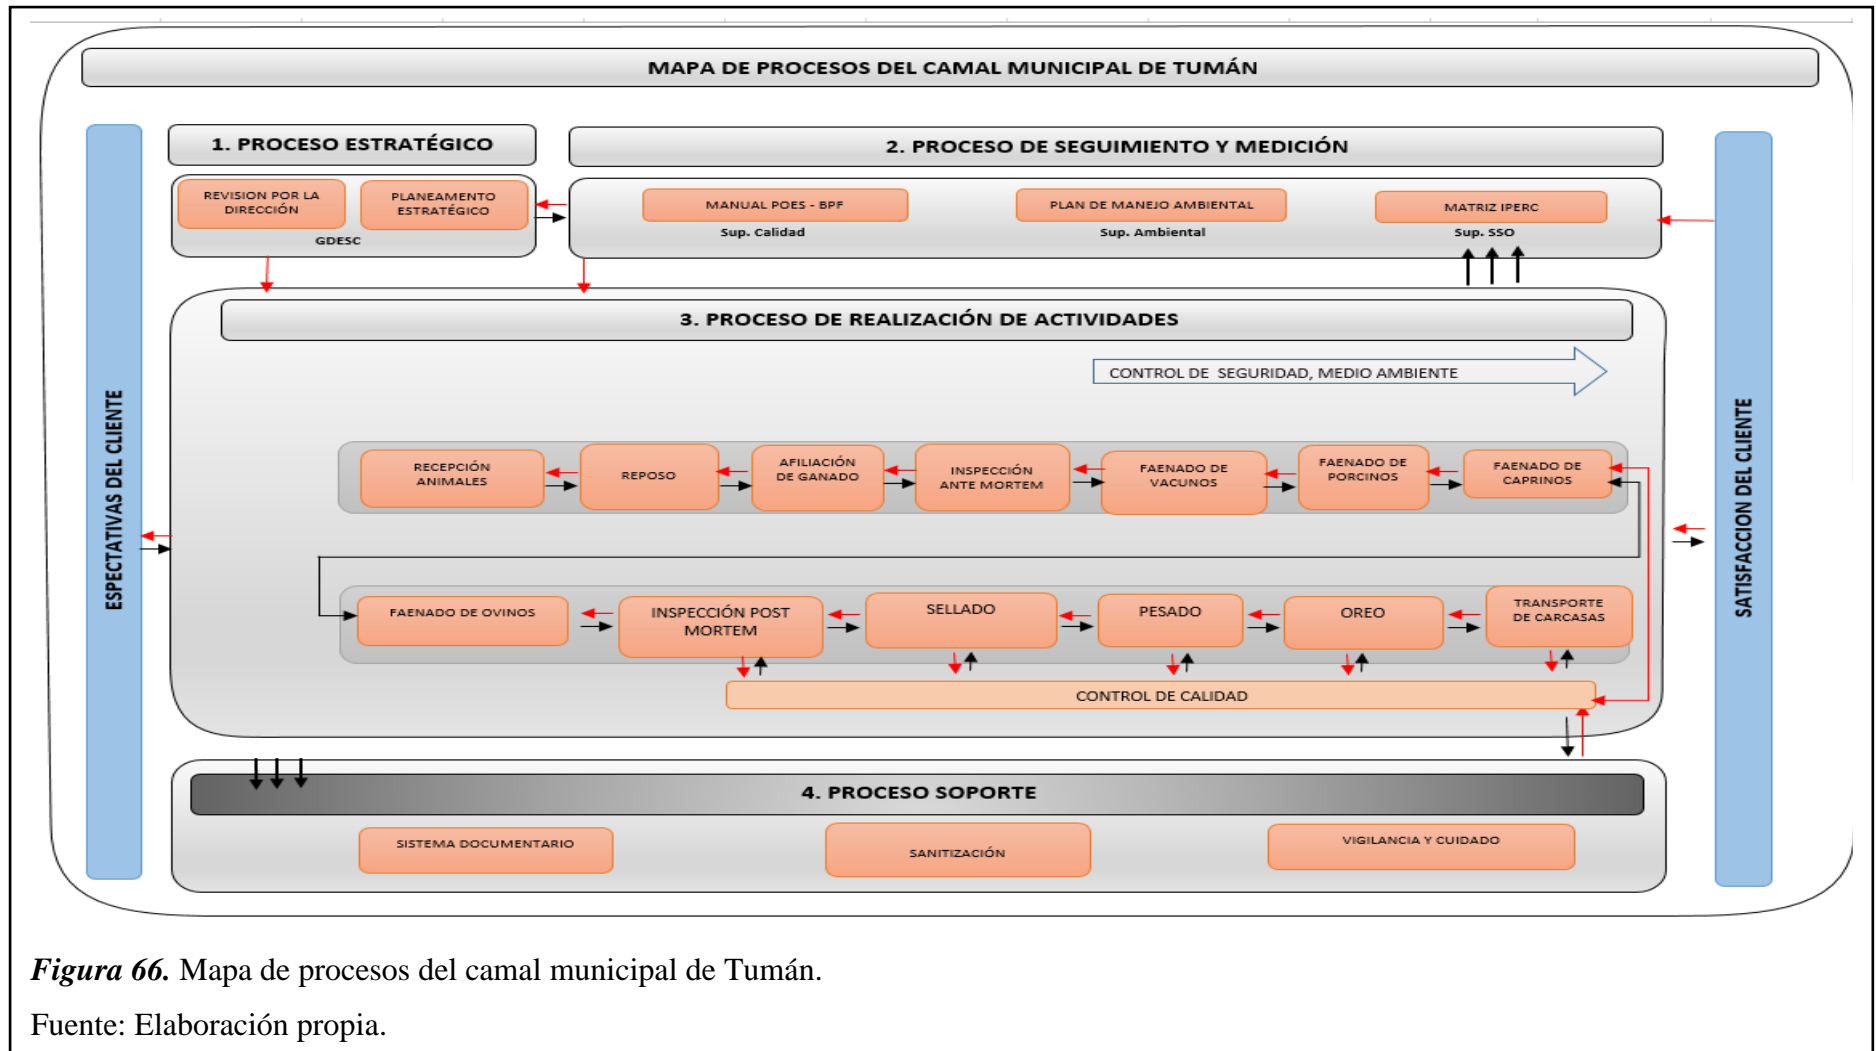 MAPA DE PROCESOS DEL CAMAL MUNICIPAL DE TUMÁN
ESPECTATIVAS DEL CLIENTE
1. PROCESO ESTRATÉGICO
REVISION POR LA
DIRECCIÓN
PLANEAMENTO
ESTRATÉGICO
GDESC
2. PROCESO DE SEGUIMIENTO Y MEDICIÓN
MANUAL POES - BPF
Sup. Calidad
PLAN DE MANEJO AMBIENTAL
Sup. Ambiental
MATRIZ IPERC
Sup. SSO
3. PROCESO DE REALIZACIÓN DE ACTIVIDADES
CONTROL DE SEGURIDAD, MEDIO AMBIENTE
RECEPCIÓN
ANIMALES
REPOSO
AFILIACIÓN
DE GANADO
INSPECCIÓN
ANTE MORTEM
FAENADO DE
VACUNOS
FAENADO DE
PORCINOS
FAENADO DE
CAPRINOS
FAENADO DE OVINOS
INSPECCIÓN POST
MORTEM
SELLADO
PESADO
OREO
TRANSPORTE
DE CARCASAS
CONTROL DE CALIDAD
4. PROCESO SOPORTE
SISTEMA DOCUMENTARIO
SANITIZACIÓN
VIGILANCIA Y CUIDADO
SATISFACCION DEL CLIENTE
Figura 66. Mapa de procesos del camal municipal de Tumán.
Fuente: Elaboración propia.